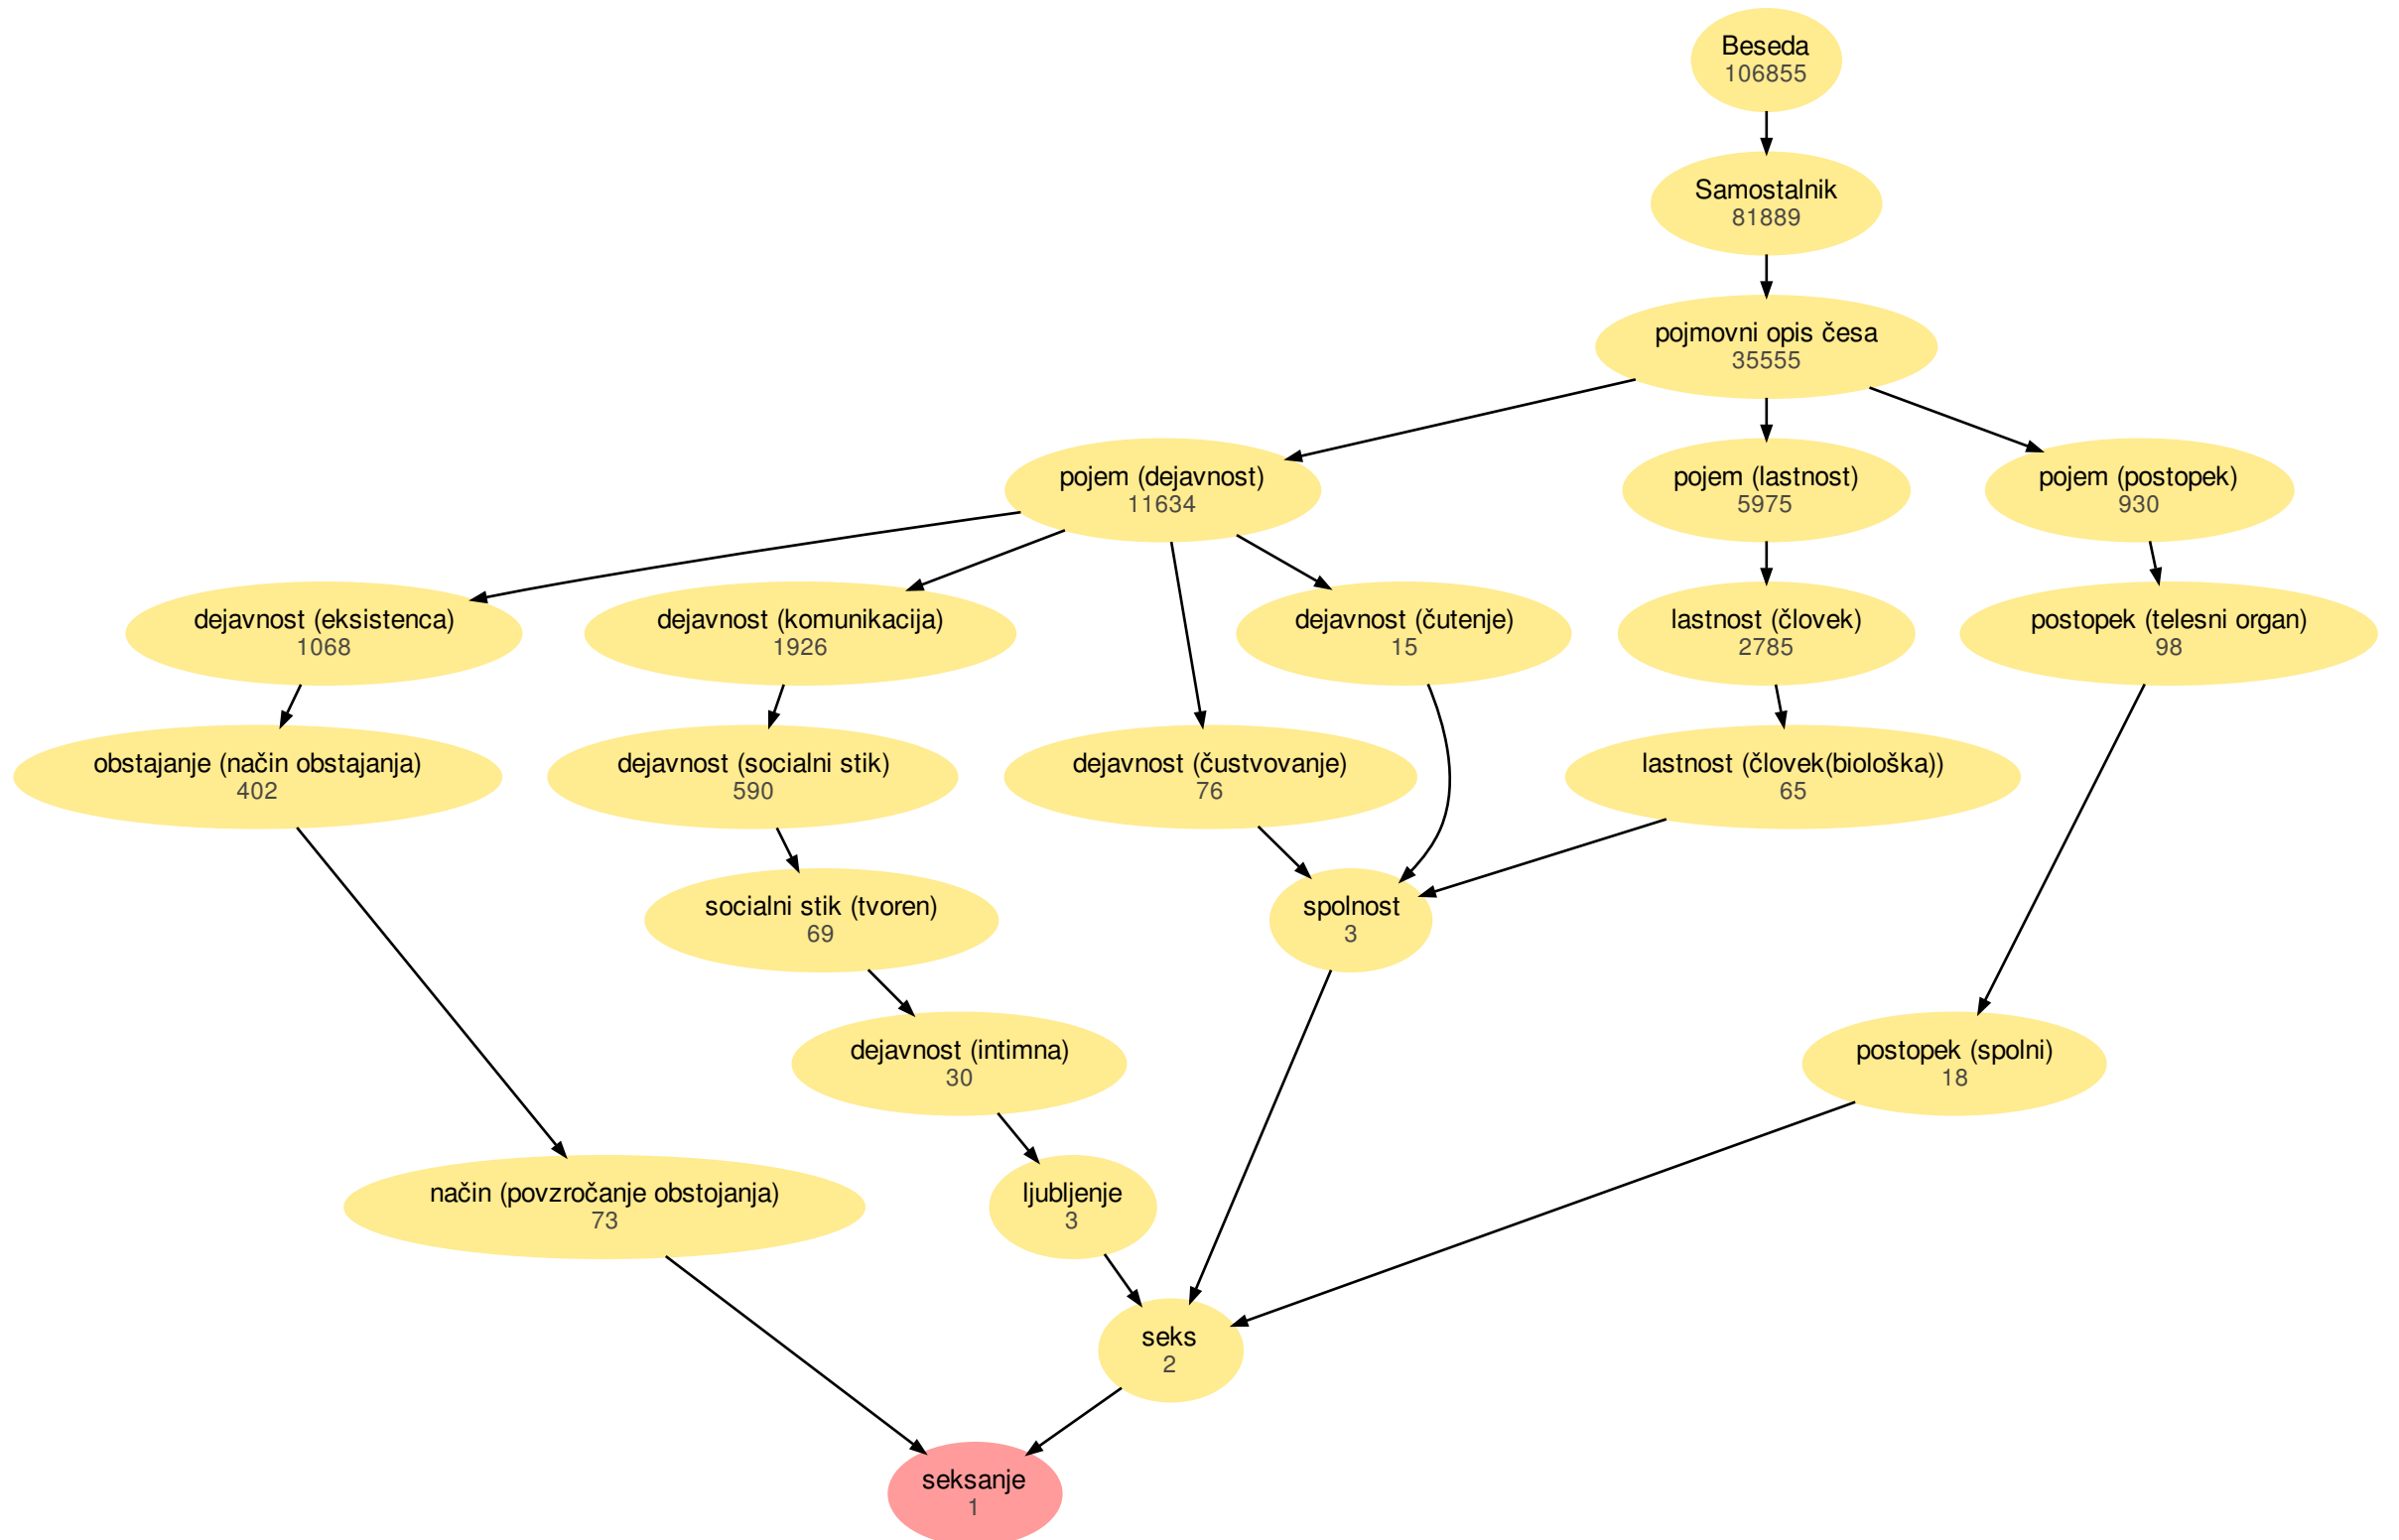 Beseda
106855
Samostalnik
81889
pojmovni opis česa
35555
pojem (dejavnost)
11634
pojem (lastnost)
5975
pojem (postopek)
930
dejavnost (eksistenca)
1068
dejavnost (komunikacija)
1926
dejavnost (čutenje)
15
lastnost (človek)
2785
postopek (telesni organ)
98
obstajanje (način obstajanja)
402
dejavnost (socialni stik)
590
dejavnost (čustvovanje)
76
lastnost (človek(biološka))
65
socialni stik (tvoren)
69
spolnost
3
dejavnost (intimna)
30
postopek (spolni)
18
način (povzročanje obstojanja)
73
ljubljenje
3
seks
2
seksanje
1